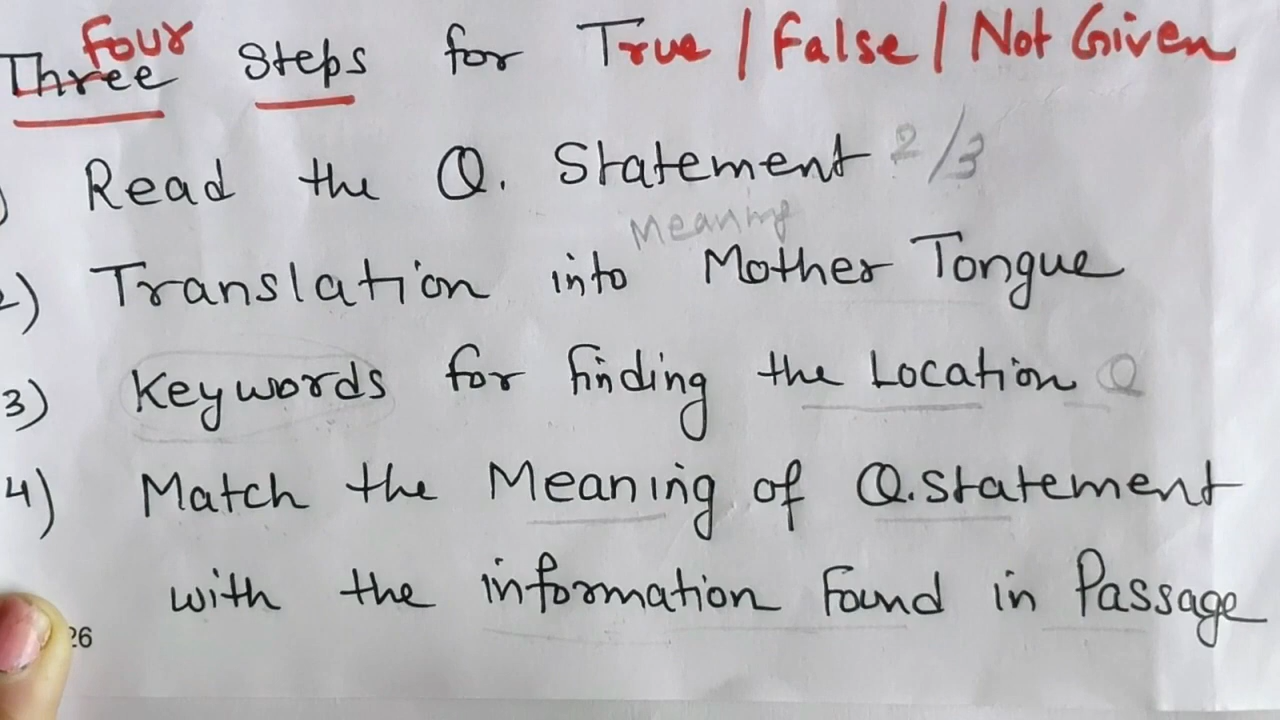 Four
Three Steps for True / False / Not Given
) Read the Q. Statement 2/3
Meaning
2) Translation into Mother Tongue
3) Keywords for finding the Location Q
4) Match the Meaning of Q. statement
with the information Found in Passage
26